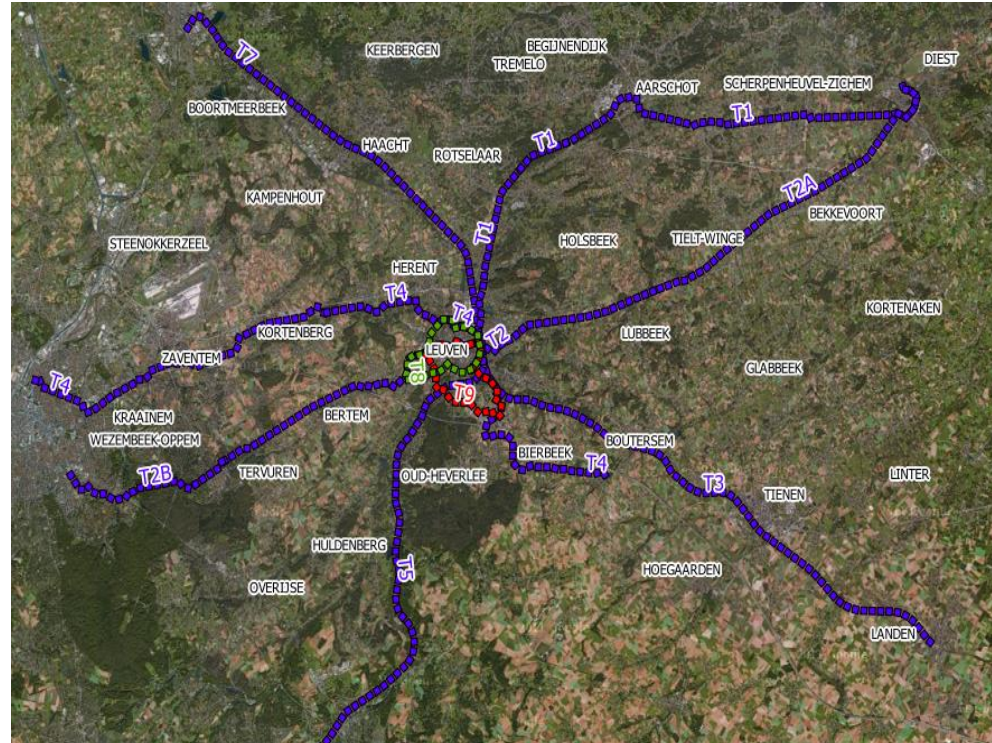 BEGIJNENDIJK
KEERBERGEN
T7
TREMELO
DIEST
AARSCHOT
SCHERPENHEUVEL-ZICHEM
BOORTMEERBEEK
T1
T1
HAACHT
ROTSELAAR
T2A
KAMPENHOUT
BEKKEVOORT
T1
STEENOKKERZEEL
HOLSBEEK
TIELT-WINGE
HERENT
T4
KORTENAKEN
T4
KORTENBERG
T2
LUBBEEK
LEUVEN
ZAVENTEM
T8
GLABBEEK
T4
T9
KRAAINEM
BERTEM
WEZEMBEEK-OPPEM
BOUTERSEM
BIERBEEK
T4
T2B
TERVUREN
OUD-HEVERLEE
LINTER
T3
TIENEN
HULDENBERG
T5
HOEGAARDEN
OVERIJSE
LANDEN